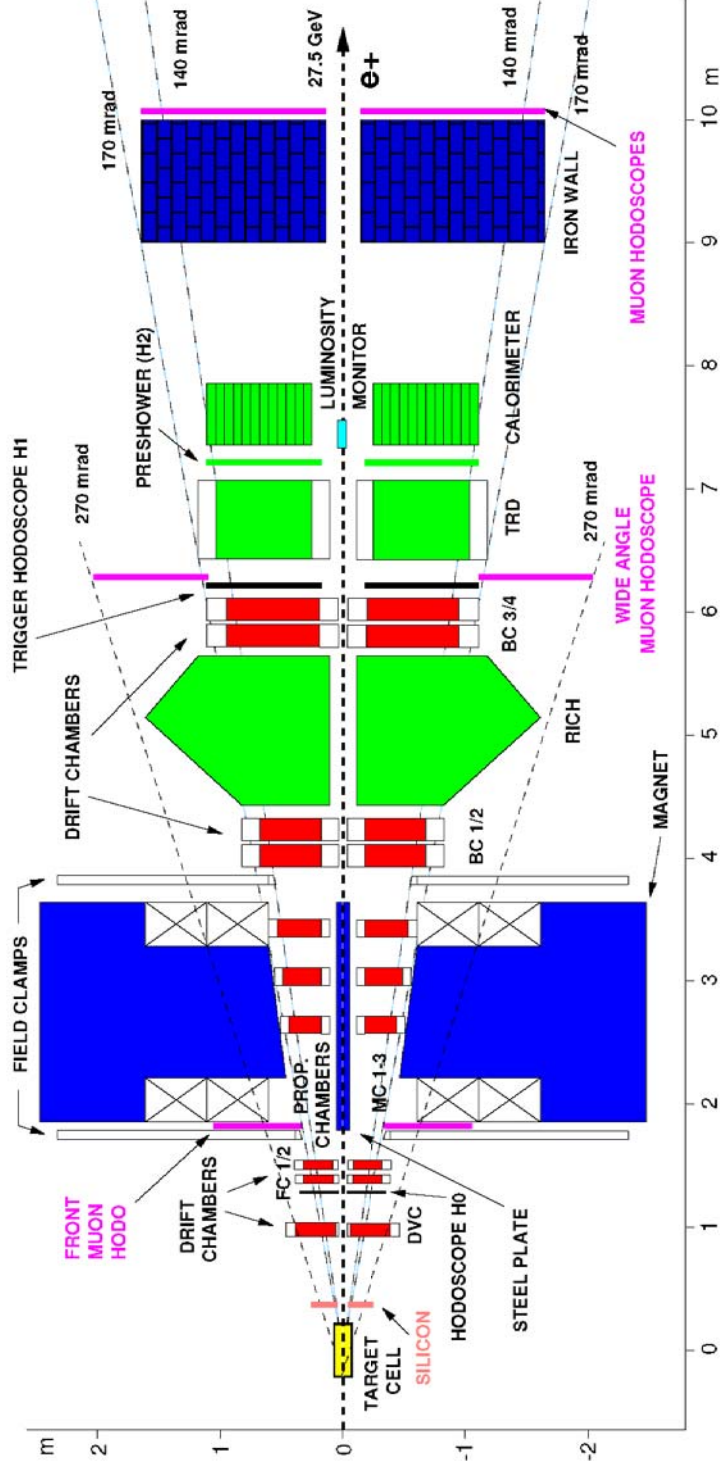 m
2
1
0
-1
-2
0
1
2
3
4
5
6
7
8
9
10
m
FIELD CLAMPS
DRIFT CHAMBERS
TRIGGER HODOSCOPE H1
PRESHOWER (H2)
270 mrad
170 mrad
140 mrad
27.5 GeV
e+
140 mrad
170 mrad
270 mrad
FRONT
MUON
HODO
DRIFT
CHAMBERS
FC 1/2
PROP.
CHAMBERS
MC 1-3
LUMINOSITY
MONITOR
TARGET
CELL
SILICON
DVC
HODOSCOPE H0
STEEL PLATE
BC 1/2
MAGNET
RICH
BC 3/4
WIDE ANGLE
MUON HODOSCOPE
TRD
CALORIMETER
IRON WALL
MUON HODOSCOPES